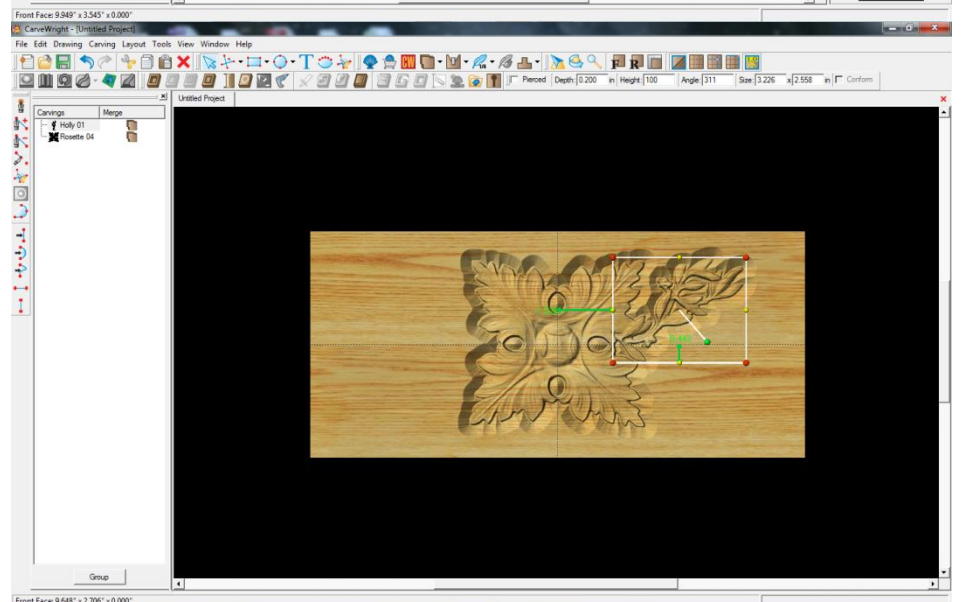 Front Face: 9.949" x 3.545" x 0.000"
CarveWright - [Untitled Project]
File Edit Drawing Carving Layout Tools View Window Help
Pierced Depth: 0.200 in Height: 100 Angle: 311 Size: 3.226 x 2.558 in Conform
Untitled Project
Carvings Merge
Holly 01
Rosette 04
Group
Front Face: 9.648" x 2.706" x 0.000"